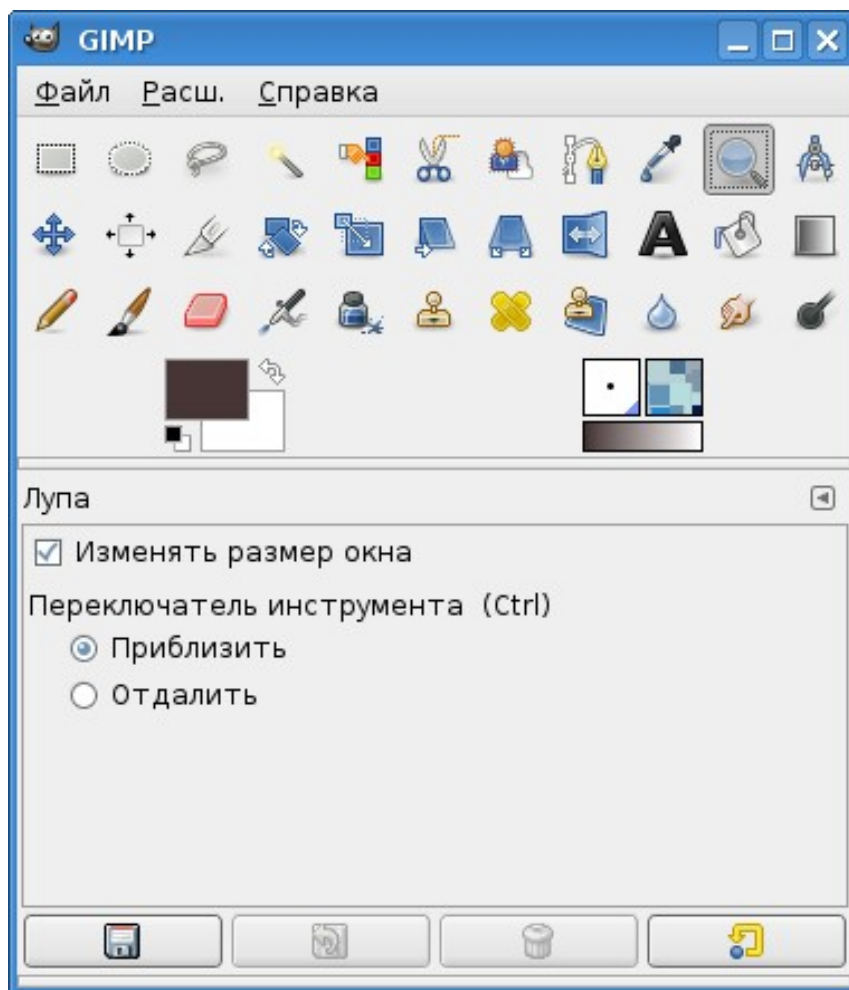 GIMP
Файл Расш. Справка
Лупа
Изменять размер окна
Переключатель инструмента (Ctrl)
Приблизить
Отдалить